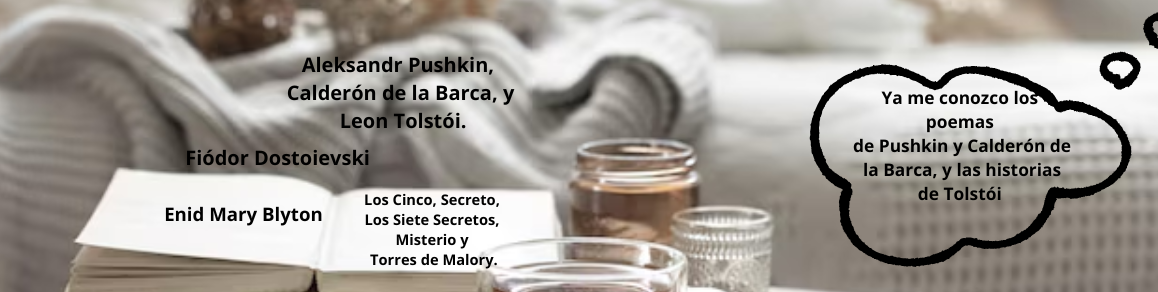 Aleksandr Pushkin,
Calderón de la Barca, y
Leon Tolstói.
Fiódor Dostoievski
Enid Mary Blyton
Los Cinco, Secreto,
Los Siete Secretos,
Misterio y
Torres de Malory.
Ya me conozco los
poemas
de Pushkin y Calderón de
la Barca, y las historias
de Tolstói